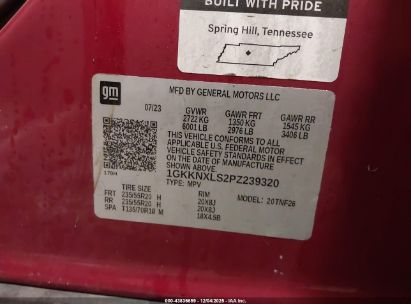 BUILT WITH PRIDE
Spring Hill, Tennessee
gm
MFD BY GENERAL MOTORS LLC
07/23
GVWR GAWR FRT GAWR RR
2722 KG 1350 KG 1545 KG
6001 LB 2976 LB 3406 LB
THIS VEHICLE CONFORMS TO ALL
APPLICABLE U.S. FEDERAL MOTOR
VEHICLE SAFETY STANDARDS IN
EFFECT ON THE DATE OF
MANUFACTURE SHOWN ABOVE.
1GKKNXLS2PZ239320
TYPE: MPV
MODEL: 20TNF26
TIRE SIZE RIM
FRT 235/55R20 H 20X8J
RR 235/55R20 H 20X8J
SPA T135/70R18 M 18X4.5B